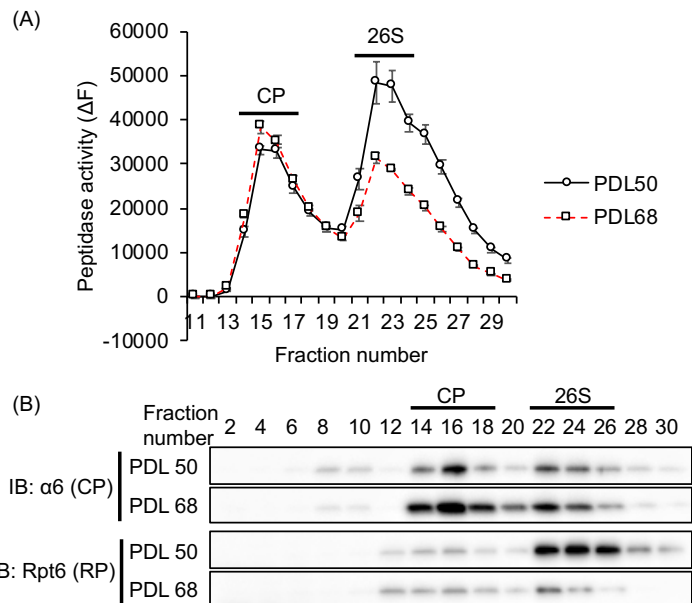 (A)
60000
50000
40000
30000
20000
10000
0
-10000
Peptidase activity (ΔF)
CP
26S
PDL50
PDL68
11 13 15 17 19 21 23 25 27 29
Fraction number
(B)
CP
26S
Fraction
number
2 4 6 8 10 12 14 16 18 20 22 24 26 28 30
IB: α6 (CP)
PDL 50
PDL 68
B: Rpt6 (RP)
PDL 50
PDL 68